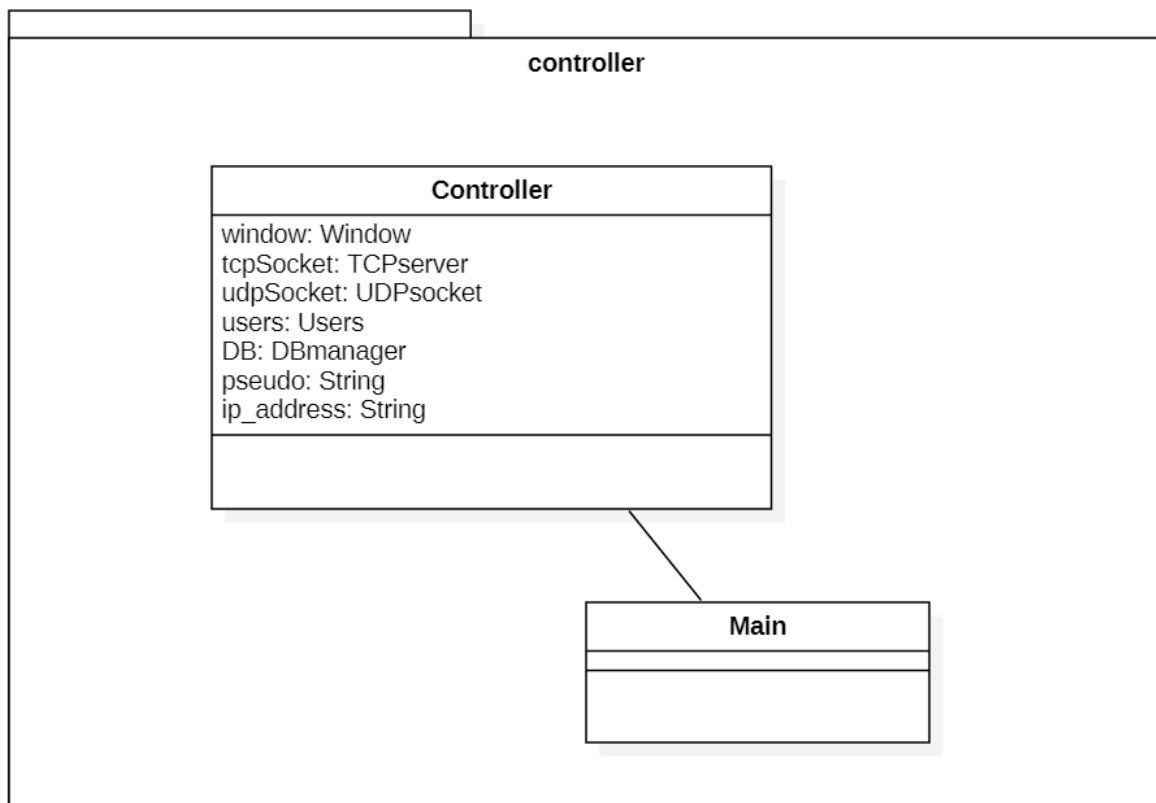 controller
Controller
window: Window
tcpSocket: TCPserver
udpSocket: UDPsocket
users: Users
DB: DBmanager
pseudo: String
ip_address: String
Main